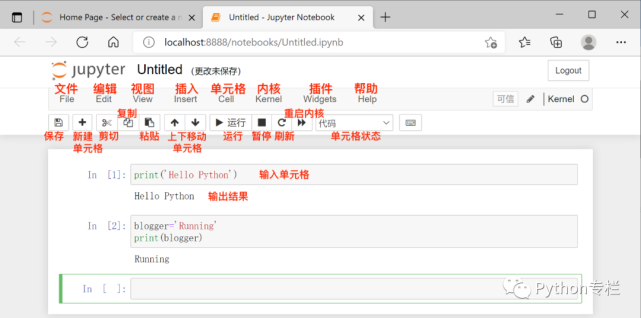 Home Page - Select or create a n
Untitled - Jupyter Notebook
localhost:8888/notebooks/Untitled.ipynb
jupyter Untitled (更改未保存)
Logout
文件 编辑 视图 插入 单元格 内核 插件 帮助
File Edit View Insert Cell Kernel Widgets Help
可信 Kernel
复制 重启内核
运行 代码
保存 新建 剪切 粘贴 上下移动 运行 暂停 刷新 单元格状态
单元格 单元格
In [1]: print('Hello Python') 输入单元格
Hello Python 输出结果
In [2]: blogger='Running'
print(blogger)
Running
In [ ]:
Python专栏